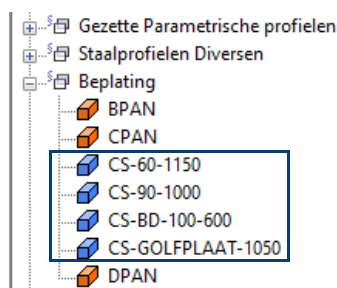 Gezette Parametrische profielen
Staalprofielen Diversen
Beplating
BPAN
CPAN
CS-60-1150
CS-90-1000
CS-BD-100-600
CS-GOLFPLAAT-1050
DPAN